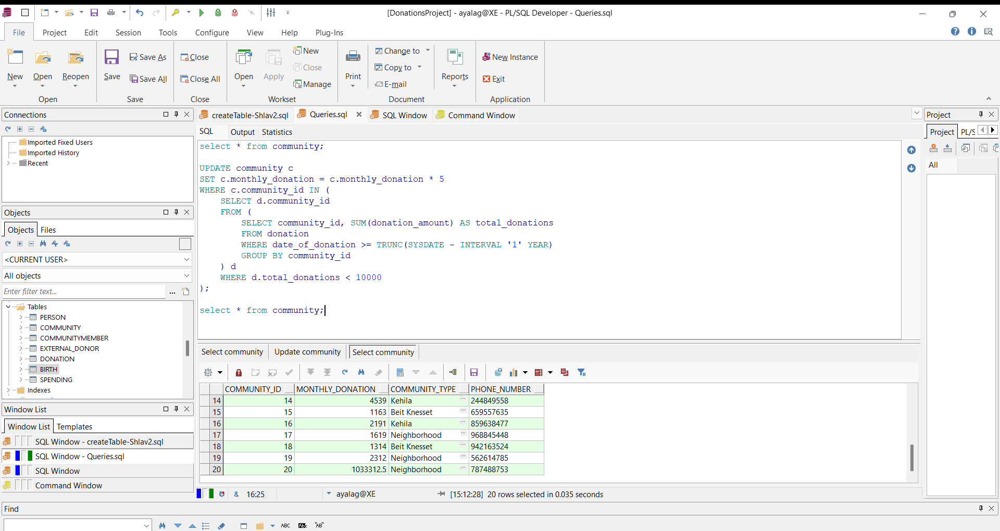 [DonationsProject] - ayalag@XE - PL/SQL Developer - Queries.sql
File Project Edit Session Tools Configure View Help Plug-Ins
New Open Reopen
Open
Save Save As Save All
Save
Close Close All
Close
Open Apply New Close Manage
Workset
Print Change to Copy to E-mail
Document
Reports
New Instance
Exit
Application
Connections
Imported Fixed Users
Imported History
Recent
Objects
Objects Files
<CURRENT USER>
All objects
Enter filter text...
Tables
PERSON
COMMUNITY
COMMUNITYMEMBER
EXTERNAL_DONOR
DONATION
BIRTH
SPENDING
Indexes
Window List
Window List Templates
SQL Window - createTable-Shlav2.sql
SQL Window - Queries.sql
SQL Window
Command Window
createTable-Shlav2.sql Queries.sql SQL Window Command Window
SQL Output Statistics
select * from community;
UPDATE community c
SET c.monthly_donation = c.monthly_donation * 5
WHERE c.community_id IN (
SELECT d.community_id
FROM (
SELECT community_id, SUM(donation_amount) AS total_donations
FROM donation
WHERE date_of_donation >= TRUNC(SYSDATE - INTERVAL '1' YEAR)
GROUP BY community_id
) d
WHERE d.total_donations < 10000
);
select * from community;
Select community Update community Select community
COMMUNITY_ID MONTHLY_DONATION COMMUNITY_TYPE PHONE_NUMBER
14 14 4539 Kehila ... 244849558
15 15 1163 Beit Knesset ... 659557635
16 16 2191 Kehila ... 859638477
17 17 1619 Neighborhood ... 968845448
18 18 1314 Beit Knesset ... 942163524
19 19 2312 Neighborhood ... 562614785
20 20 1033312.5 Neighborhood ... 787488753
& 16:25 ayalag@XE [15:12:28] 20 rows selected in 0.035 seconds
Project
Project PL/S
All
Find
ABC "AB"